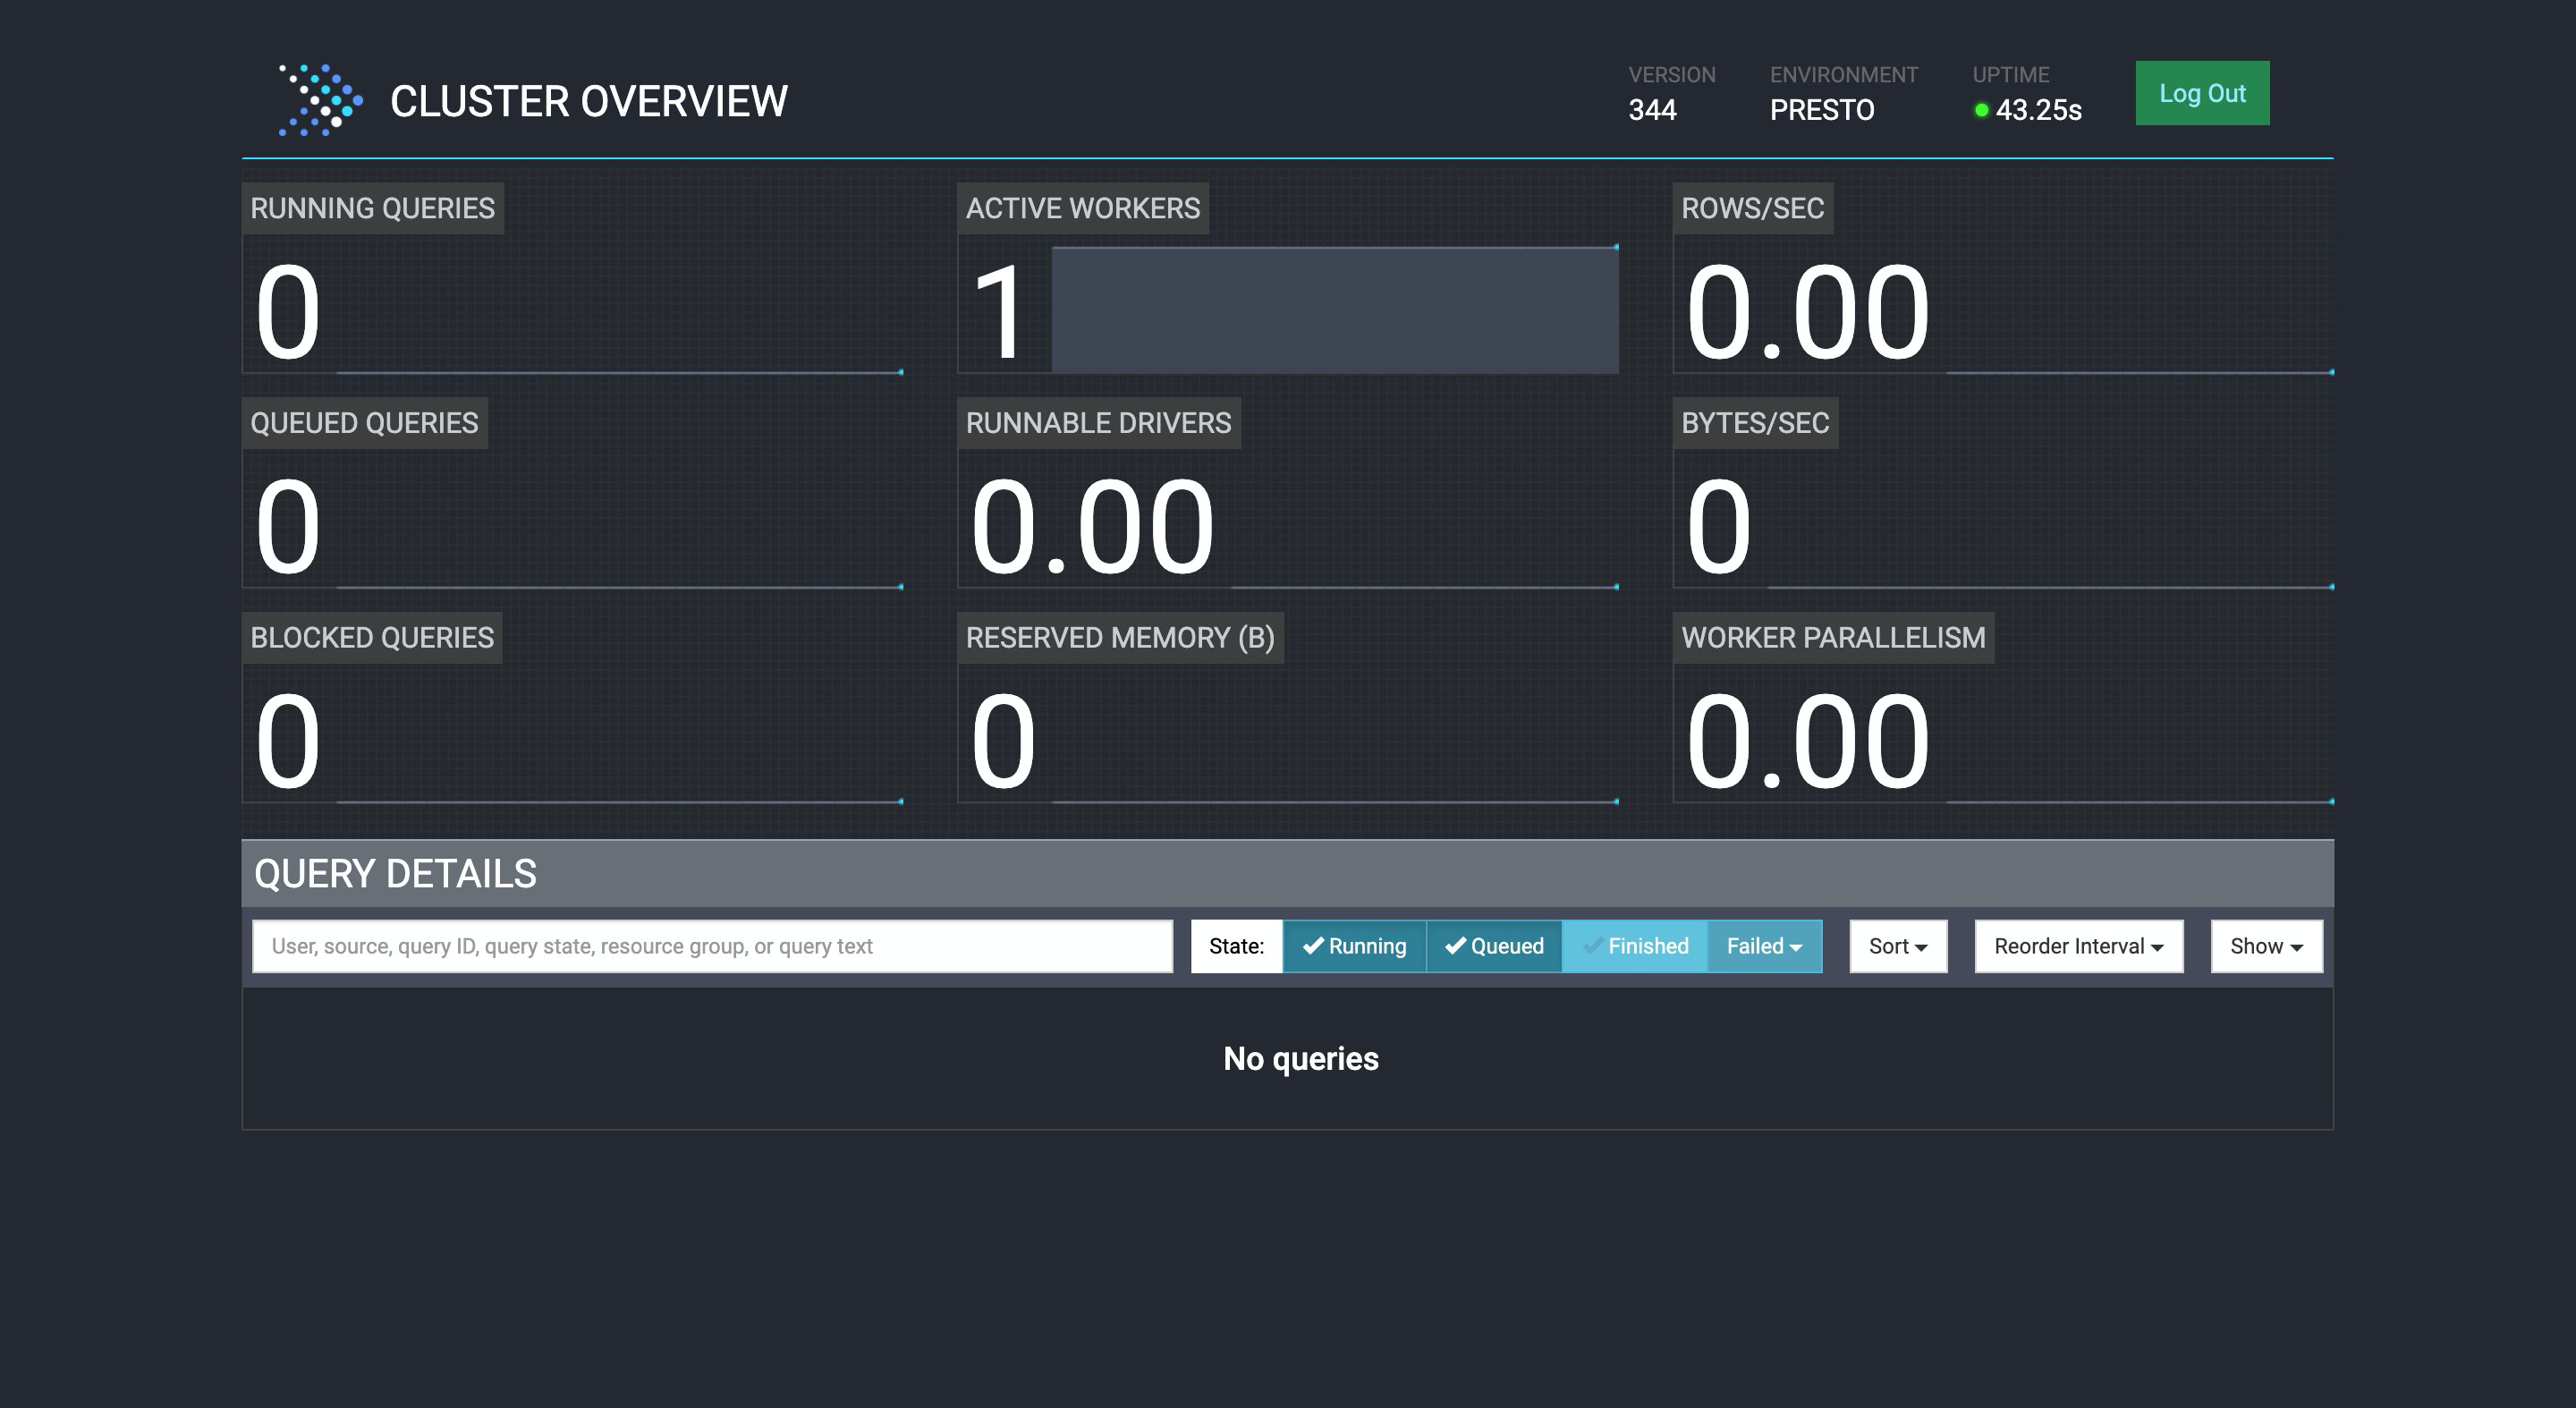 CLUSTER OVERVIEW
VERSION
344
ENVIRONMENT
PRESTO
UPTIME
43.25s
Log Out
RUNNING QUERIES
0
ACTIVE WORKERS
1
ROWS/SEC
0.00
QUEUED QUERIES
0
RUNNABLE DRIVERS
0.00
BYTES/SEC
0
BLOCKED QUERIES
0
RESERVED MEMORY (B)
0
WORKER PARALLELISM
0.00
QUERY DETAILS
User, source, query ID, query state, resource group, or query text
State: Running Queued Finished Failed Sort Reorder Interval Show
No queries